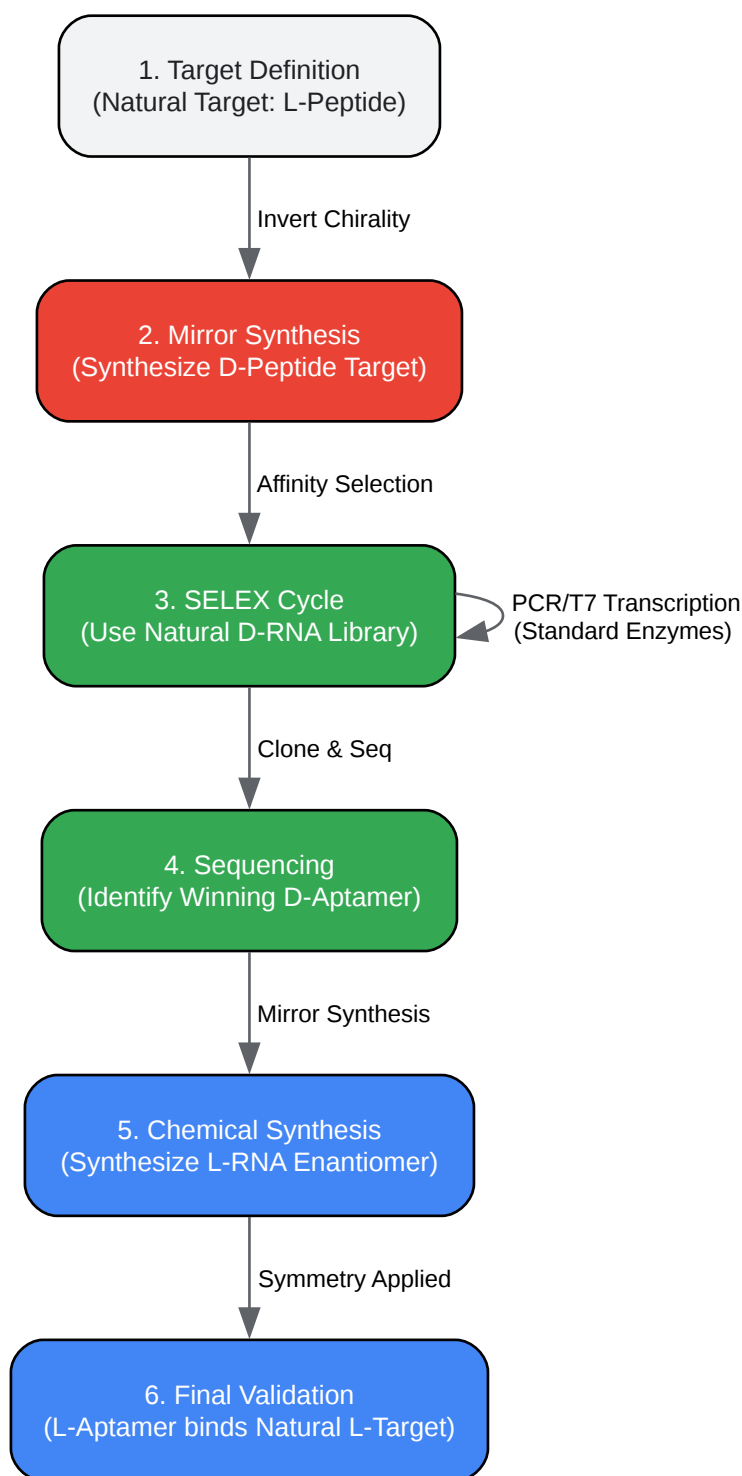 1. Target Definition
(Natural Target: L-Peptide)
Invert Chirality
2. Mirror Synthesis
(Synthesize D-Peptide Target)
Affinity Selection
3. SELEX Cycle
(Use Natural D-RNA Library)
PCR/T7 Transcription
(Standard Enzymes)
Clone & Seq
4. Sequencing
(Identify Winning D-Aptamer)
Mirror Synthesis
5. Chemical Synthesis
(Synthesize L-RNA Enantiomer)
Symmetry Applied
6. Final Validation
(L-Aptamer binds Natural L-Target)